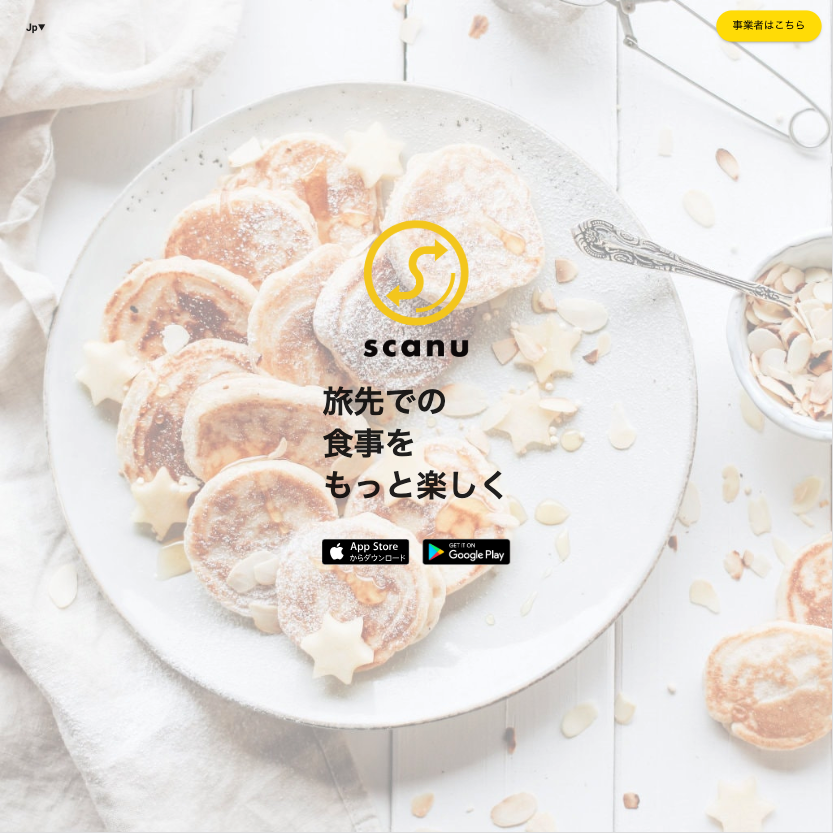 Jp▼
事業者はこちら
scanu
旅先での
食事を
もっと楽しく
App Store
からダウンロード
GET IT ON
Google Play